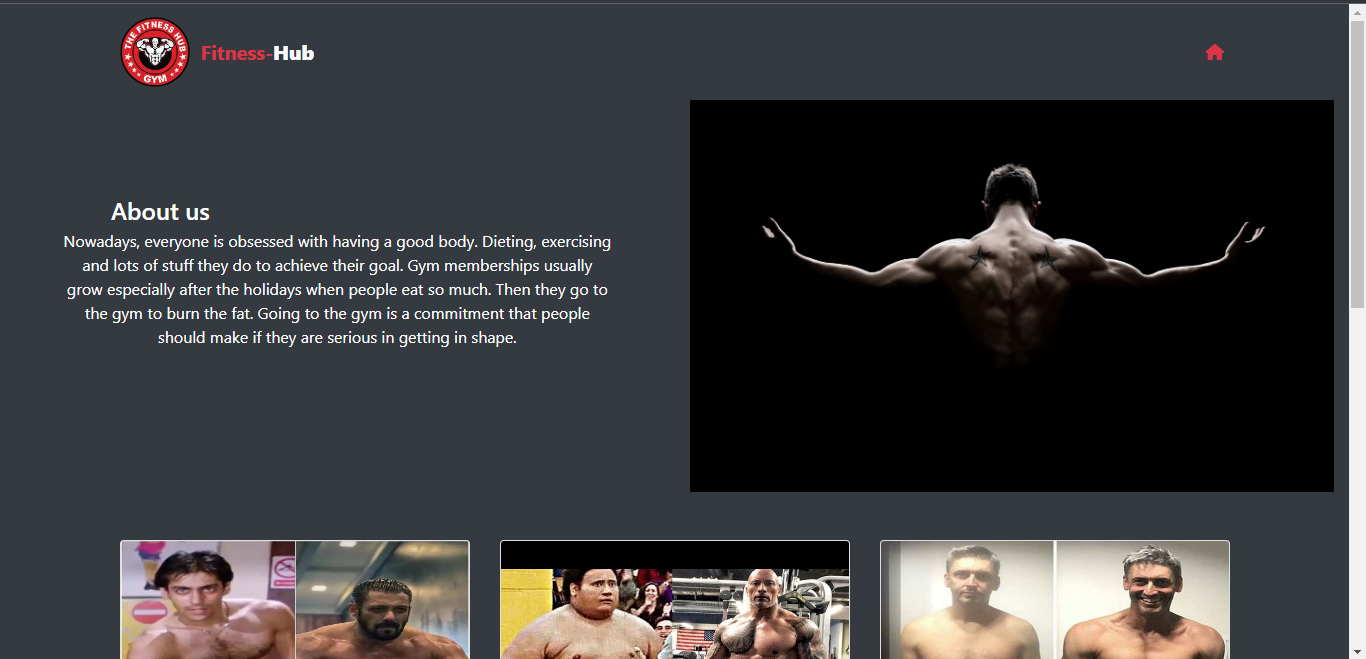 THE FITNESS HUB
GYM
Fitness-Hub
About us
Nowadays, everyone is obsessed with having a good body. Dieting, exercising
and lots of stuff they do to achieve their goal. Gym memberships usually
grow especially after the holidays when people eat so much. Then they go to
the gym to burn the fat. Going to the gym is a commitment that people
should make if they are serious in getting in shape.